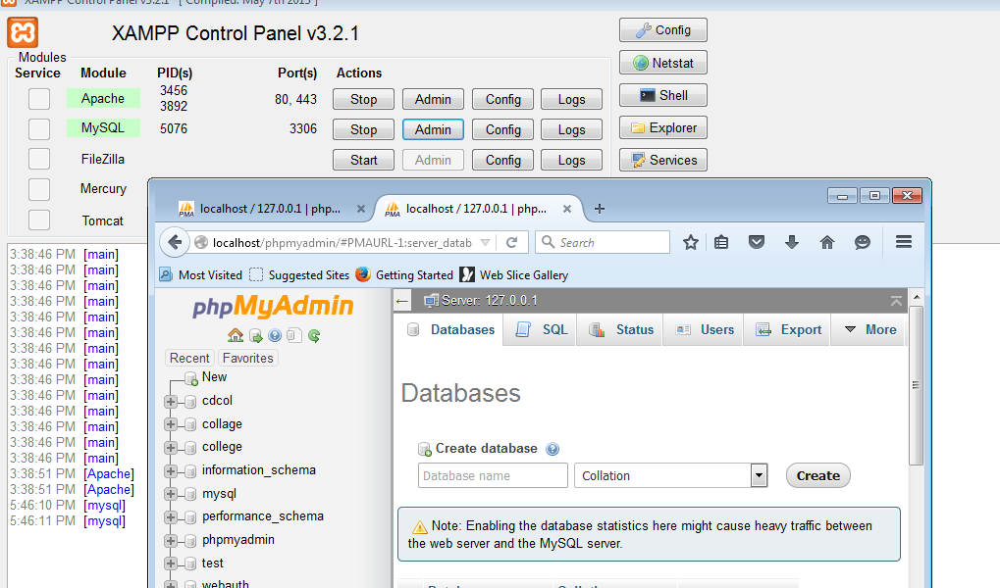 XAMPP Control Panel v3.2.1 [ Compiled: May 7th 2013 ]
XAMPP Control Panel v3.2.1
Config
Modules
Service Module PID(s) Port(s) Actions
Netstat
Apache 3456 3892 80, 443 Stop Admin Config Logs
Shell
MySQL 5076 3306 Stop Admin Config Logs
Explorer
FileZilla Start Admin Config Logs
Services
Mercury
Tomcat
localhost / 127.0.0.1 | php... localhost / 127.0.0.1 | php...
localhost/phpmyadmin/#PMAURL-1:server_datab Search
Most Visited Suggested Sites Getting Started Web Slice Gallery
3:38:46 PM [main]
3:38:46 PM [main]
3:38:46 PM [main]
3:38:46 PM [main]
3:38:46 PM [main]
3:38:46 PM [main]
3:38:46 PM [main]
3:38:46 PM [main]
3:38:46 PM [main]
3:38:46 PM [main]
3:38:46 PM [main]
3:38:46 PM [main]
3:38:46 PM [main]
3:38:46 PM [main]
3:38:51 PM [Apache]
3:38:51 PM [Apache]
5:46:10 PM [mysql]
5:46:11 PM [mysql]
phpMyAdmin
Recent Favorites
New
cdcol
collage
college
information_schema
mysql
performance_schema
phpmyadmin
test
webauth
Server: 127.0.0.1
Databases SQL Status Users Export More
Databases
Create database
Database name Collation Create
Note: Enabling the database statistics here might cause heavy traffic between
the web server and the MySQL server.